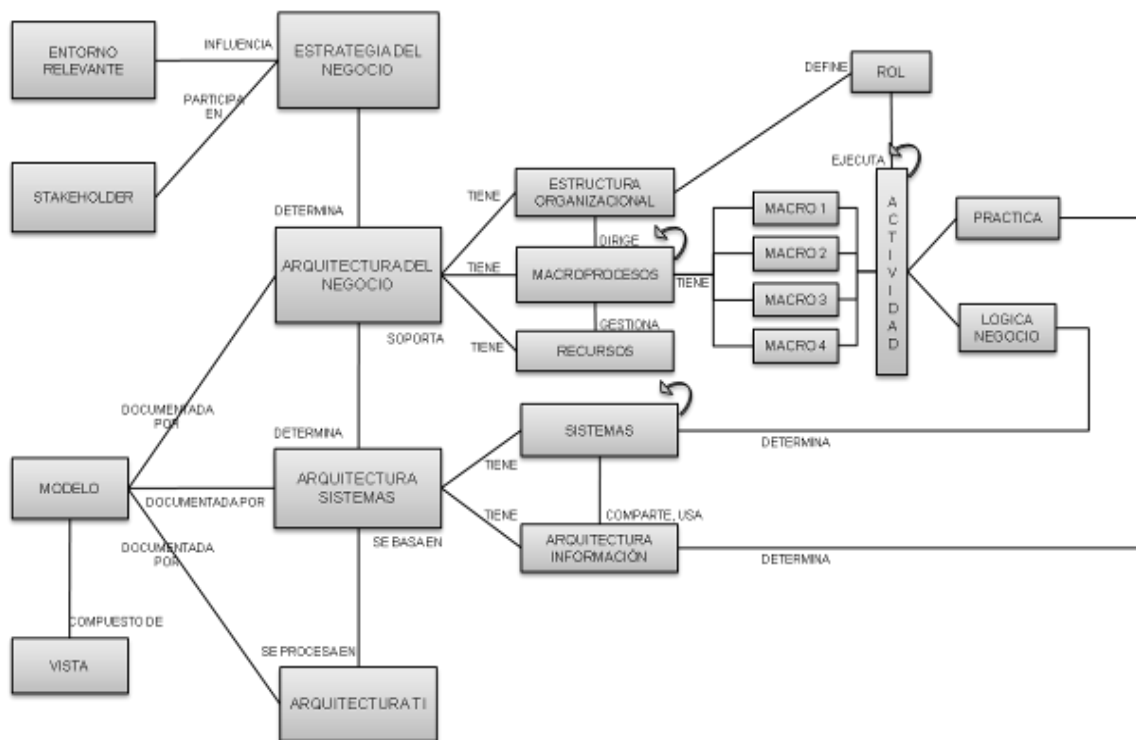 ENTORNO
RELEVANTE
INFLUENCIA
ESTRATEGIA DEL
NEGOCIO
PARTICIPA
EN
STAKEHOLDER
DEFINE
ROL
EJECUTA
DETERMINA
ARQUITECTURA DEL
NEGOCIO
SOPORTA
TIENE
ESTRUCTURA
ORGANIZACIONAL
DIRIGE
TIENE
MACROPROCESOS
TIENE
GESTIONA
TIENE
RECURSOS
MACRO 1
MACRO 2
MACRO 3
MACRO 4
ACTIVIDAD
PRACTICA
LOGICA
NEGOCIO
DOCUMENTADA
POR
DETERMINA
MODELO
DOCUMENTADA POR
ARQUITECTURA
SISTEMAS
TIENE
SISTEMAS
DETERMINA
DOCUMENTADA
POR
SE BASA EN
TIENE
COMPARTE, USA
ARQUITECTURA
INFORMACIÓN
DETERMINA
COMPUESTO DE
VISTA
SE PROCESA EN
ARQUITECTURA TI